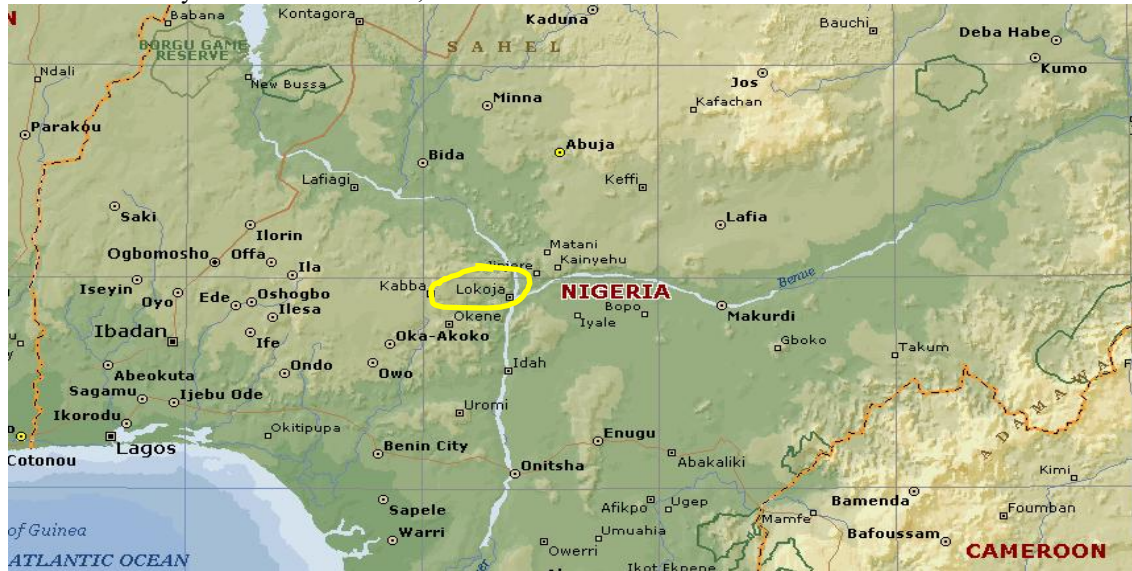 Babana
Kontagora
Kaduna
Bauchi
Deba Habe
Kumo
BORGU GAME
RESERVE
SAHEL
Ndali
New Bussa
Jos
Minna
Kafachan
Parakou
Abuja
Bida
Lafiagi
Keffi
Saki
Ilorin
Lafia
Ogbomosho
Offa
Ila
Matani
Kainyehu
Iseyin
Oyo
Ede
Oshogbo
Ilesa
Kabba
Lokoja
NIGERIA
Benue
Makurdi
Okene
Bopo
Iyale
Ibadan
Ife
Oka-Akoko
Gboko
Takum
Abeokuta
Ondo
Owo
Idah
Sagamu
Ijebu Ode
Uromi
ADAMAWA
Ikorodu
Okitipupa
Lagos
Cotonou
Benin City
Enugu
Abakaliki
Onitsha
Kimi
Sapele
Afikpo
Ugep
Bamenda
Mamfe
Foumban
of Guinea
Warri
Umuahia
Owerri
Bafoussam
ATLANTIC OCEAN
Ikot Ekpene
CAMEROON